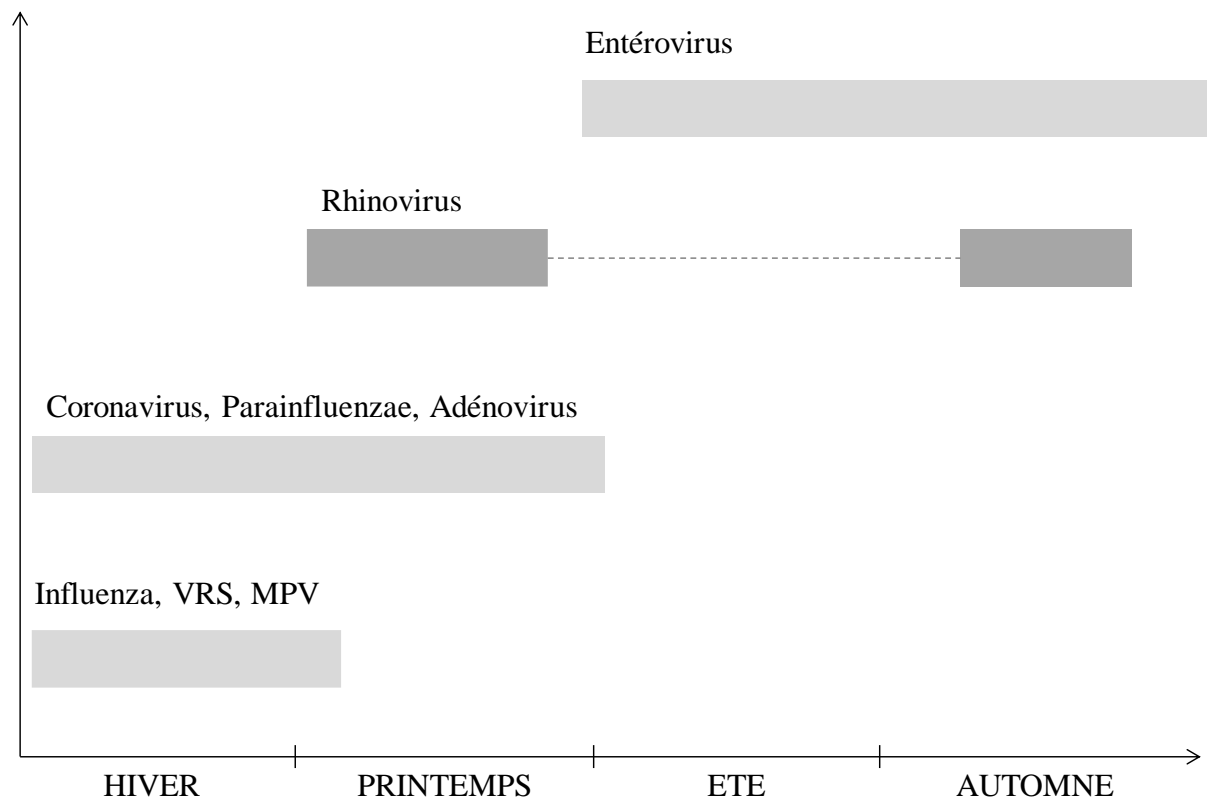 Entérovirus
Rhinovirus
Coronavirus, Parainfluenzae, Adénovirus
Influenza, VRS, MPV
HIVER PRINTEMPS ETE AUTOMNE